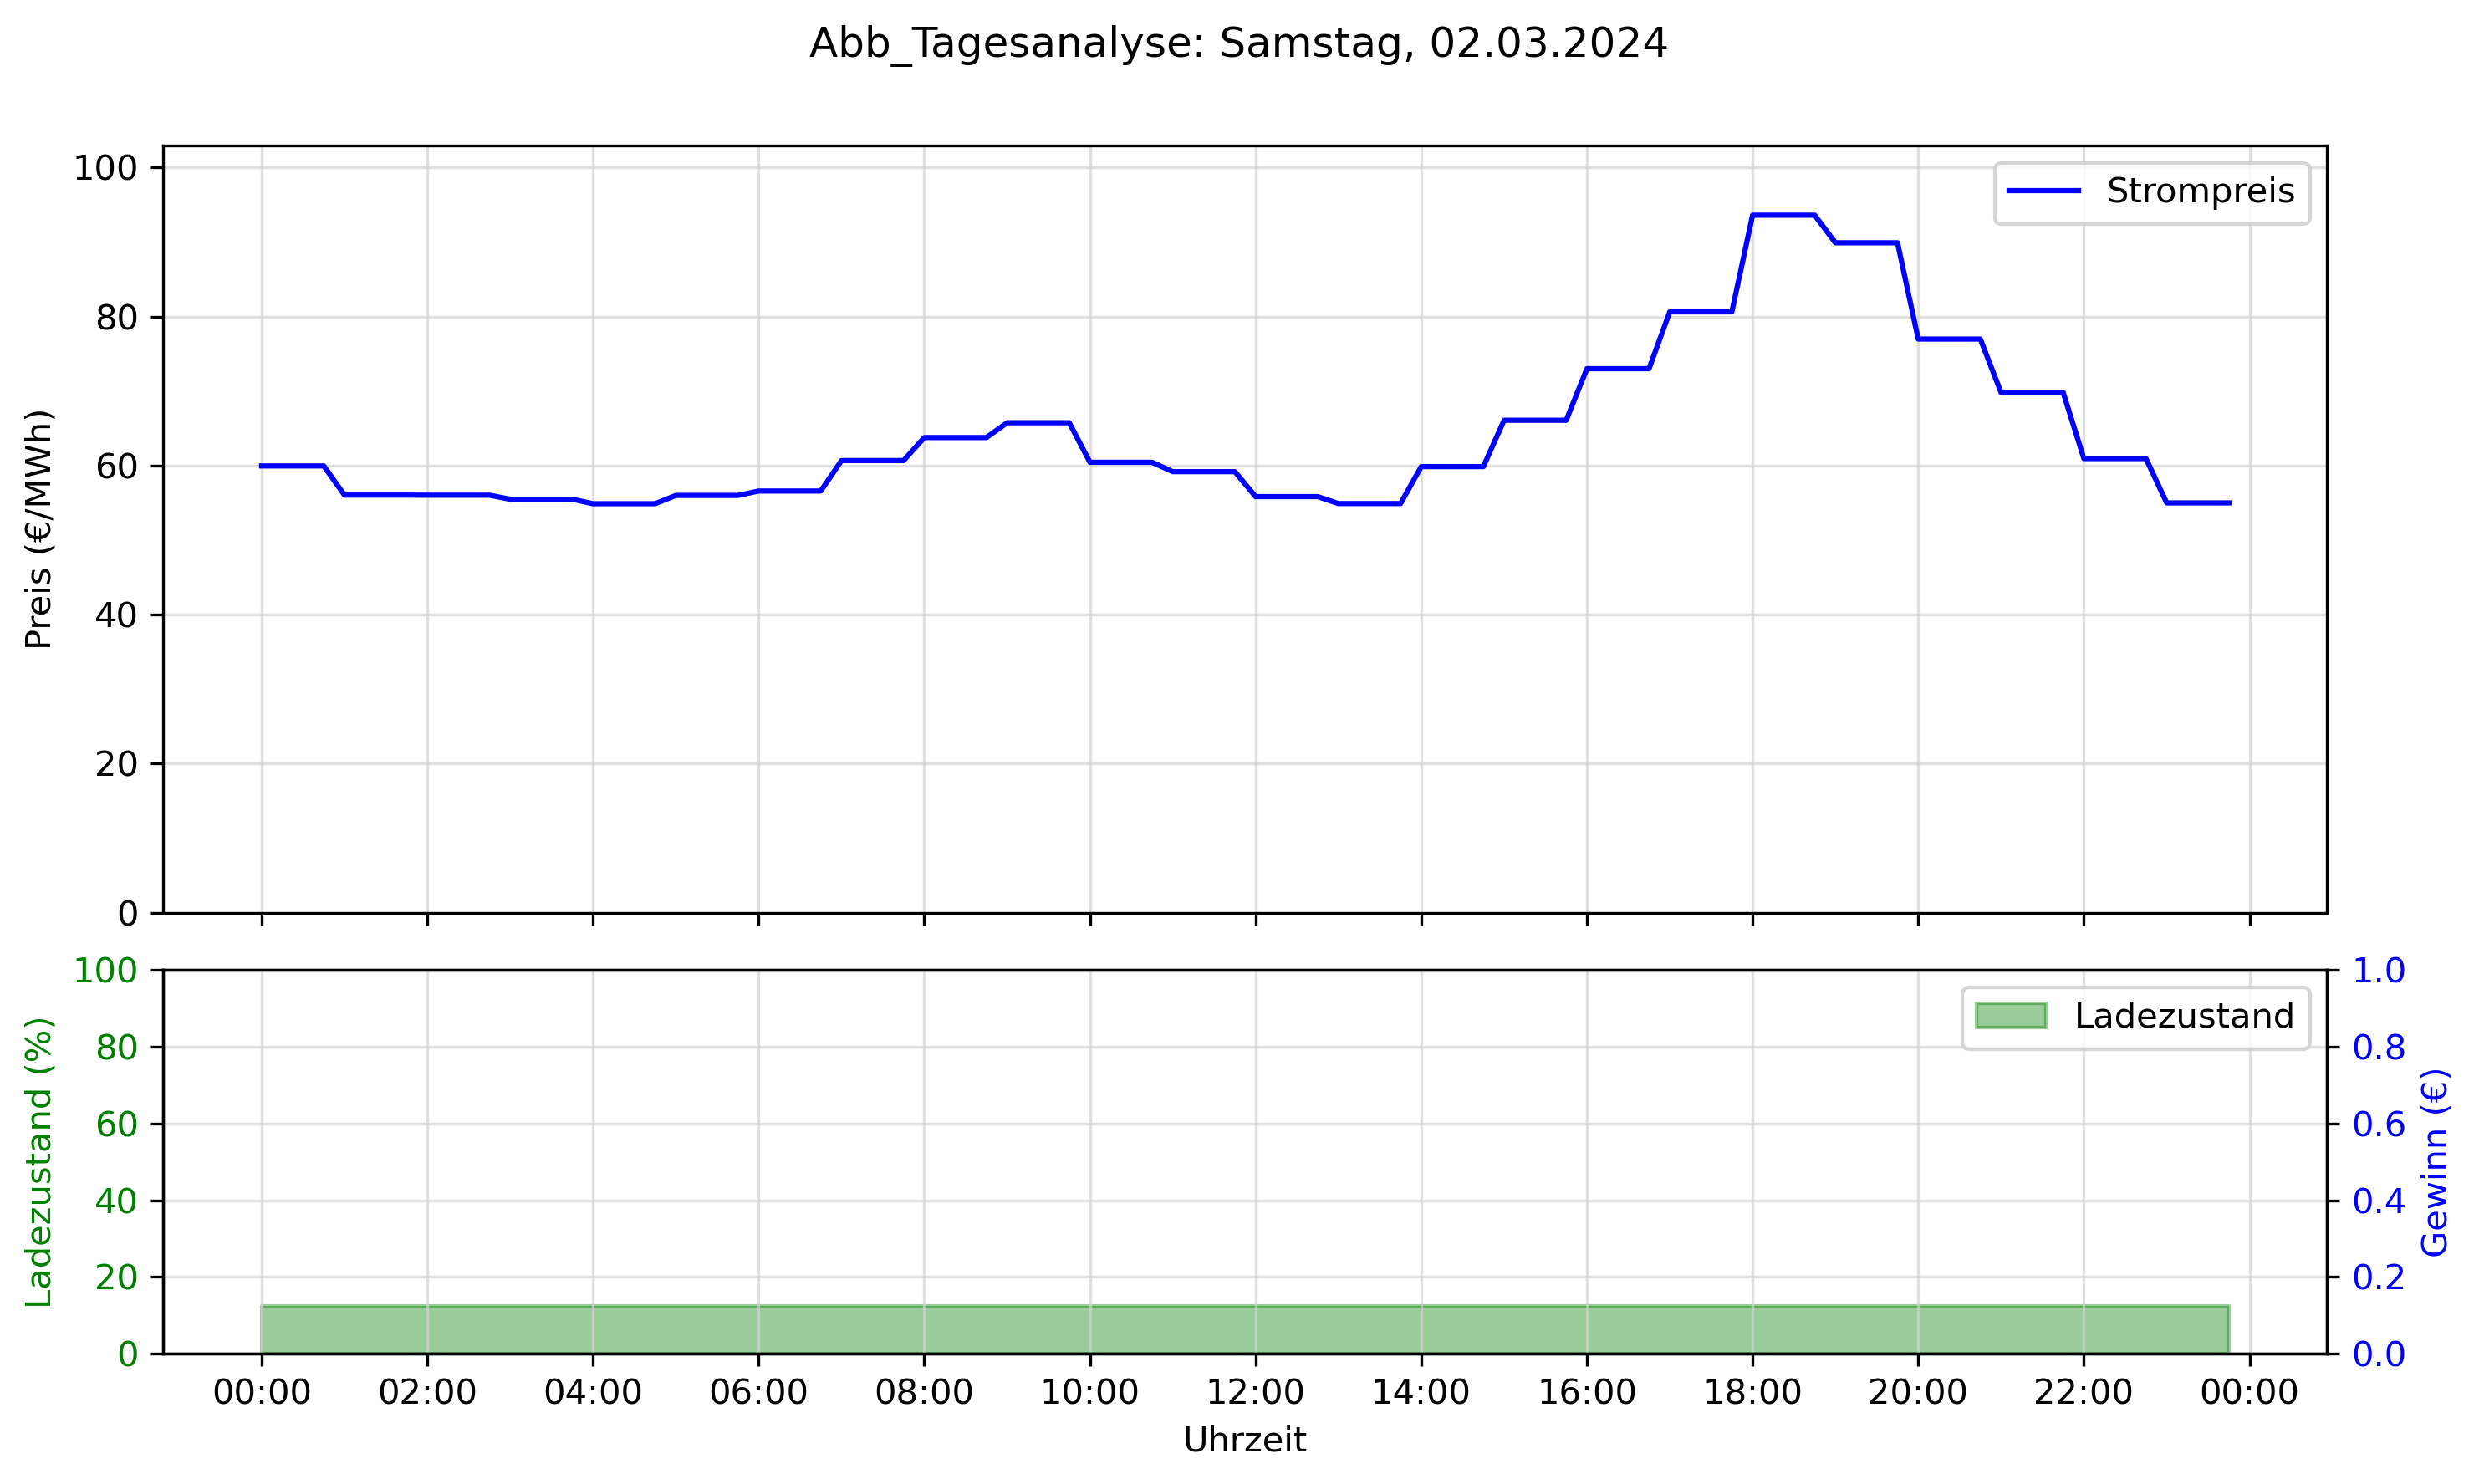 Abb_Tagesanalyse: Samstag, 02.03.2024
100
80
60
40
20
0
Preis (€/MWh)
Strompreis
100
80
60
40
20
0
Ladezustand (%)
Ladezustand
1.0
0.8
0.6
0.4
0.2
0.0
Gewinn (€)
00:00 02:00 04:00 06:00 08:00 10:00 12:00 14:00 16:00 18:00 20:00 22:00 00:00
Uhrzeit